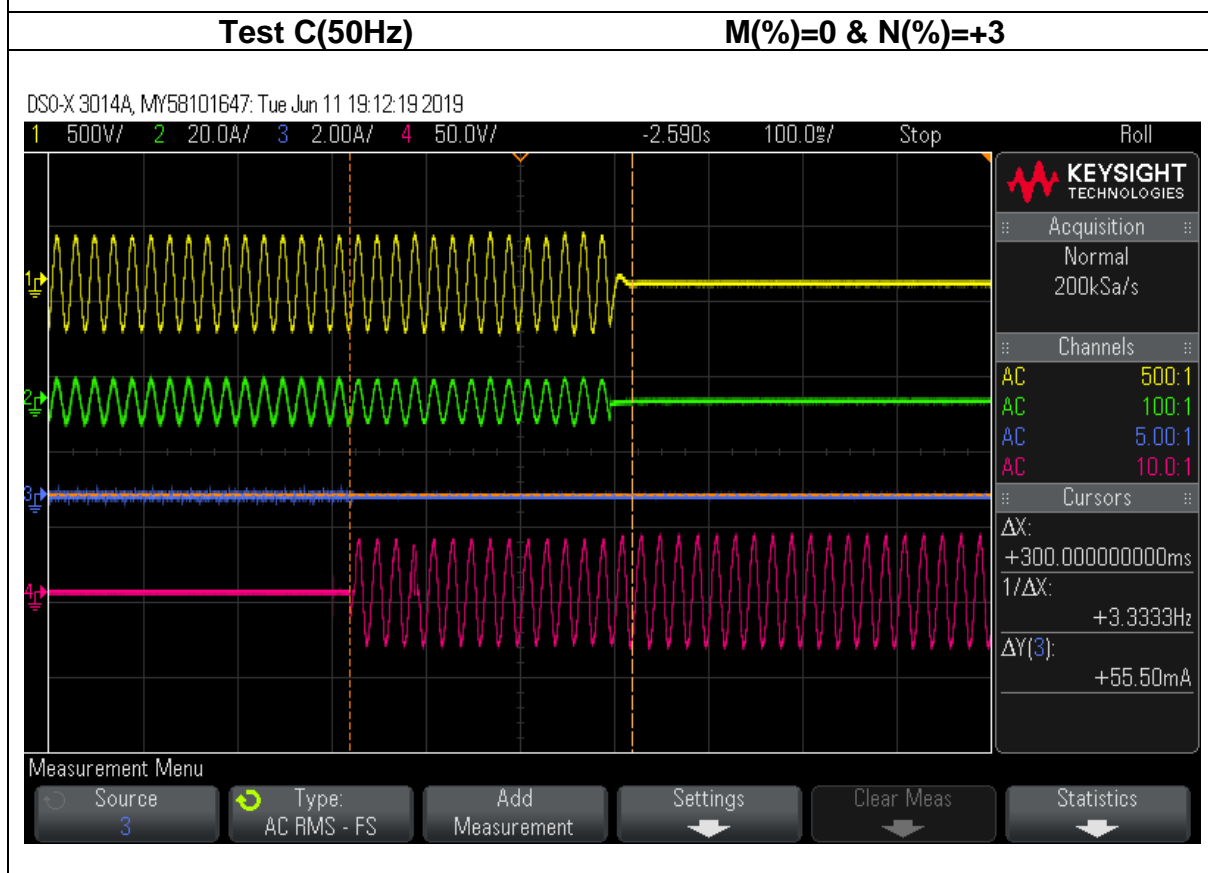 Test C(50Hz) M(%)=0 & N(%)=+3
DSO-X 3014A, MY58101647: Tue Jun 11 19:12:19 2019
1 500V/ 2 20.0A/ 3 2.00A/ 4 50.0V/ -2.590s 100.0ms/ Stop Roll
KEYSIGHT
TECHNOLOGIES
Acquisition
Normal
200kSa/s
Channels
AC 500:1
AC 100:1
AC 5.00:1
AC 10.0:1
Cursors
ΔX:
+300.000000000ms
1/ΔX:
+3.3333Hz
ΔY(3):
+55.50mA
1
2
3
4
Measurement Menu
Source
3
Type:
AC RMS - FS
Add
Measurement
Settings
Clear Meas
Statistics